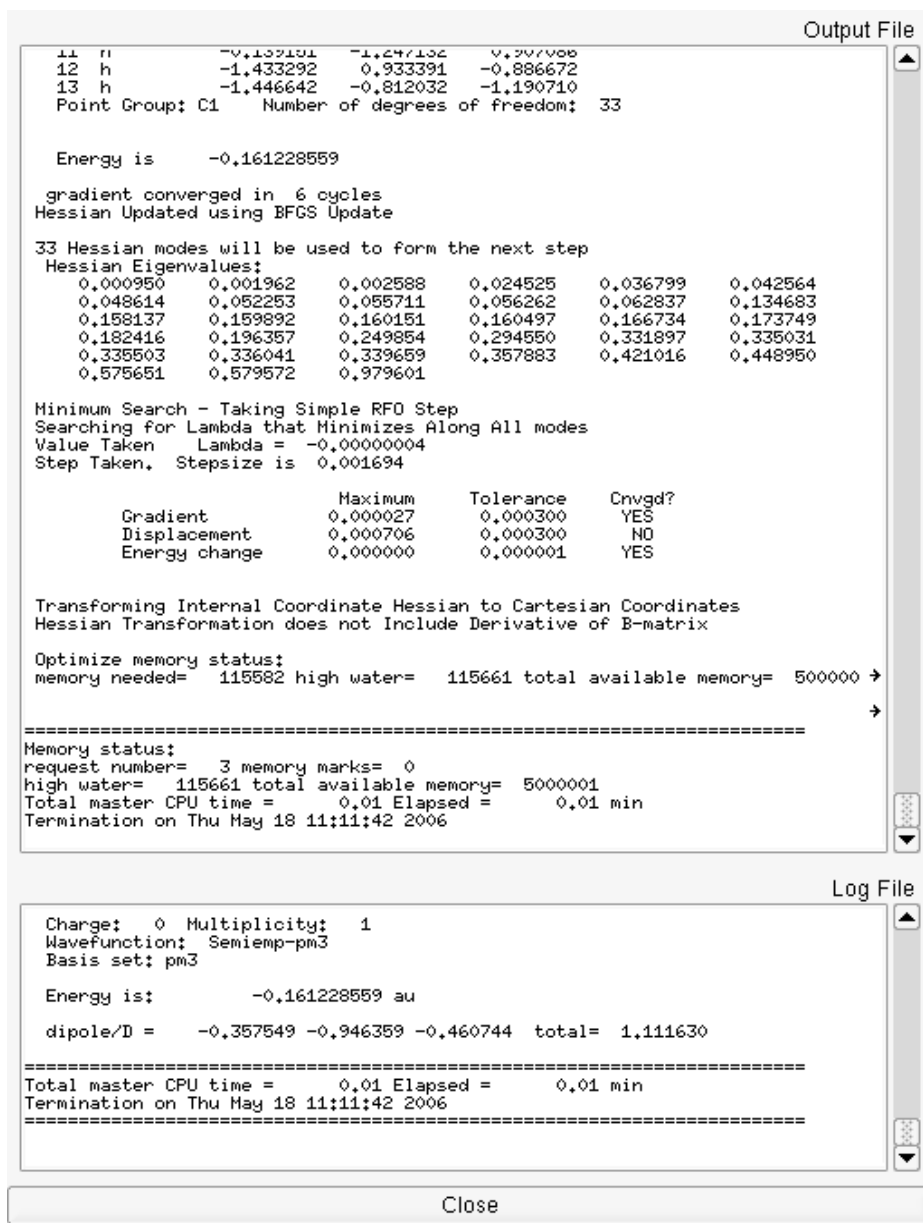 Output File
11 h -0.139151 -1.247132 0.907086
12 h -1.433292 0.933391 -0.886672
13 h -1.446642 -0.812032 -1.190710
Point Group: C1 Number of degrees of freedom: 33
Energy is -0.161228559
gradient converged in 6 cycles
Hessian Updated using BFGS Update
33 Hessian modes will be used to form the next step
Hessian Eigenvalues:
0.000950 0.001962 0.002588 0.024525 0.036799 0.042564
0.048614 0.052253 0.055711 0.056262 0.062837 0.134683
0.158137 0.159892 0.160151 0.160497 0.166734 0.173749
0.182416 0.196357 0.249854 0.294550 0.331897 0.335031
0.335503 0.336041 0.339659 0.357883 0.421016 0.448950
0.575651 0.579572 0.979601
Minimum Search - Taking Simple RFO Step
Searching for Lambda that Minimizes Along All modes
Value Taken Lambda = -0.00000004
Step Taken. Stepsize is 0.001694
Maximum Tolerance Cnvgd?
Gradient 0.000027 0.000300 YES
Displacement 0.000706 0.000300 NO
Energy change 0.000000 0.000001 YES
Transforming Internal Coordinate Hessian to Cartesian Coordinates
Hessian Transformation does not Include Derivative of B-matrix
Optimize memory status:
memory needed= 115582 high water= 115661 total available memory= 500000
==========================================================================
Memory status:
request number= 3 memory marks= 0
high water= 115661 total available memory= 5000001
Total master CPU time = 0.01 Elapsed = 0.01 min
Termination on Thu May 18 11:11:42 2006
Log File
Charge: 0 Multiplicity: 1
Wavefunction: Semiemp-pm3
Basis set: pm3
Energy is: -0.161228559 au
dipole/D = -0.357549 -0.946359 -0.460744 total= 1.111630
==========================================================================
Total master CPU time = 0.01 Elapsed = 0.01 min
Termination on Thu May 18 11:11:42 2006
==========================================================================
Close